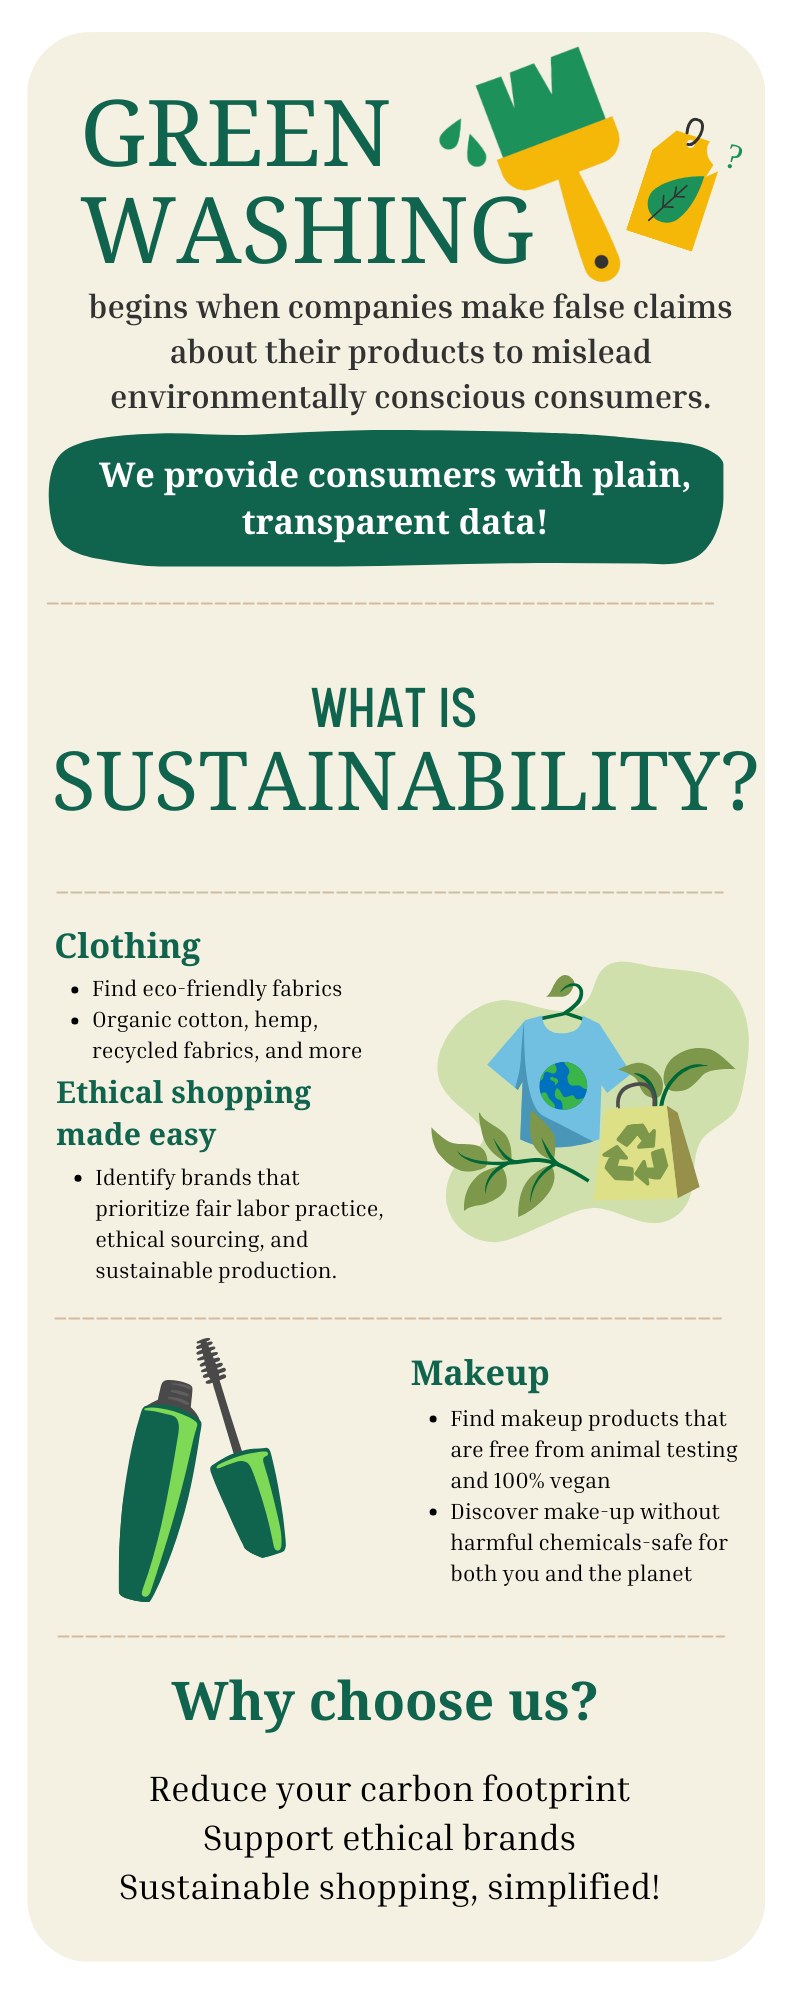 GREEN
WASHING
?
begins when companies make false claims
about their products to mislead
environmentally conscious consumers.
We provide consumers with plain,
transparent data!
WHAT IS
SUSTAINABILITY?
Clothing
• Find eco-friendly fabrics
• Organic cotton, hemp,
recycled fabrics, and more
Ethical shopping
made easy
• Identify brands that
prioritize fair labor practice,
ethical sourcing, and
sustainable production.
Makeup
• Find makeup products that
are free from animal testing
and 100% vegan
• Discover make-up without
harmful chemicals-safe for
both you and the planet
Why choose us?
Reduce your carbon footprint
Support ethical brands
Sustainable shopping, simplified!